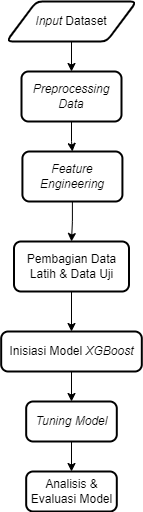 Input Dataset
Preprocessing
Data
Feature
Engineering
Pembagian Data
Latih & Data Uji
Inisiasi Model XGBoost
Tuning Model
Analisis &
Evaluasi Model